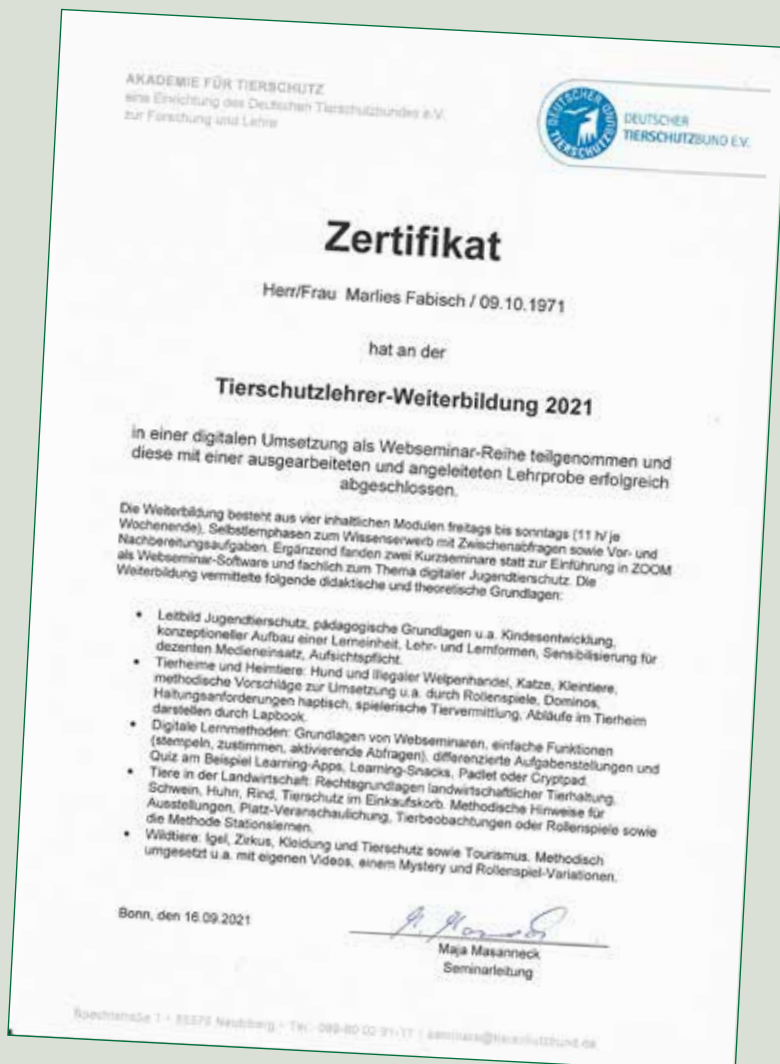 AKADEMIE FÜR TIERSCHUTZ
eine Einrichtung des Deutschen Tierschutzbundes e.V.
zur Forschung und Lehre
DEUTSCHER TIERSCHUTZBUND
DEUTSCHER
TIERSCHUTZBUND E.V.
Zertifikat
Herr/Frau Marlies Fabisch / 09.10.1971
hat an der
Tierschutzlehrer-Weiterbildung 2021
in einer digitalen Umsetzung als Webseminar-Reihe teilgenommen und
diese mit einer ausgearbeiteten und angeleiteten Lehrprobe erfolgreich
abgeschlossen.
Die Weiterbildung besteht aus vier inhaltlichen Modulen freitags bis sonntags (11 h/ je
Wochenende), Selbstlernphasen zum Wissenserwerb mit Zwischenabfragen sowie Vor- und
Nachbereitungsaufgaben. Ergänzend fanden zwei Kurzseminare statt zur Einführung in ZOOM
als Webseminar-Software und fachlich zum Thema digitaler Jugendtierschutz. Die
Weiterbildung vermittelte folgende didaktische und theoretische Grundlagen:
• Leitbild Jugendtierschutz, pädagogische Grundlagen u.a. Kindesentwicklung,
konzeptioneller Aufbau einer Lerneinheit, Lehr- und Lernformen, Sensibilisierung für
dezenten Medieneinsatz, Aufsichtspflicht.
• Tierheime und Heimtiere: Hund und illegaler Welpenhandel, Katze, Kleintiere,
methodische Vorschläge zur Umsetzung u.a. durch Rollenspiele, Dominos,
Haltungsanforderungen haptisch, spielerische Tiervermittlung, Abläufe im Tierheim
darstellen durch Lapbook.
• Digitale Lernmethoden: Grundlagen von Webseminaren, einfache Funktionen
(stempeln, zustimmen, aktivierende Abfragen), differenzierte Aufgabenstellungen und
Quiz am Beispiel Learning-Apps, Learning-Snacks, Padlet oder Cryptpad.
• Tiere in der Landwirtschaft: Rechtsgrundlagen landwirtschaftlicher Tierhaltung,
Schwein, Huhn, Rind, Tierschutz im Einkaufskorb. Methodische Hinweise für
Ausstellungen, Platz-Veranschaulichung, Tierbeobachtungen oder Rollenspiele sowie
die Methode Stationslernen.
• Wildtiere: Igel, Zirkus, Kleidung und Tierschutz sowie Tourismus. Methodisch
umgesetzt u.a. mit eigenen Videos, einem Mystery und Rollenspiel-Variationen.
Bonn, den 16.09.2021
Maja Masanneck
Seminarleitung